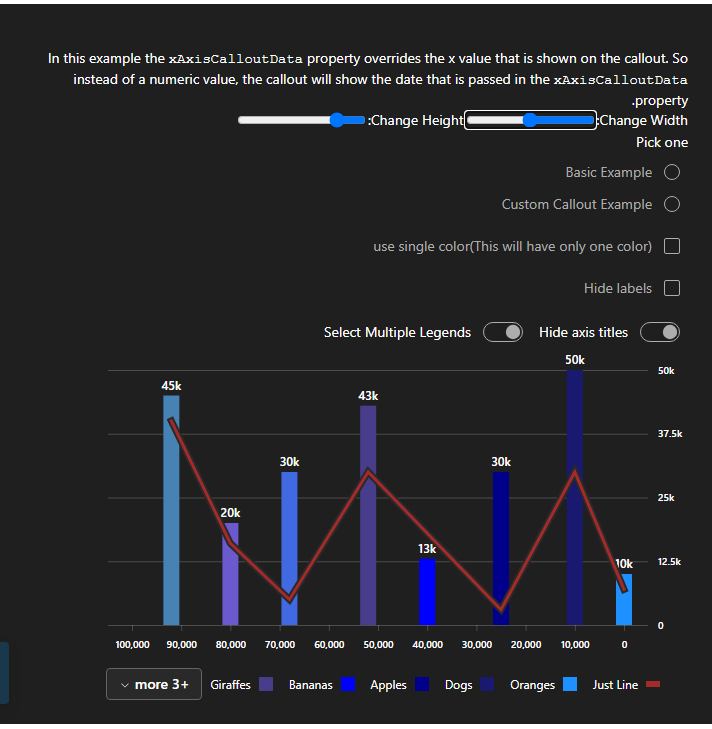 In this example the xAxisCalloutData property overrides the x value that is shown on the callout. So
instead of a numeric value, the callout will show the date that is passed in the xAxisCalloutData
.property
:Change Height :Change Width
Pick one
Basic Example
Custom Callout Example
use single color(This will have only one color)
Hide labels
Select Multiple Legends Hide axis titles
50k
50k
45k
43k
37.5k
30k
30k
25k
20k
13k
12.5k
10k
0
100,000 90,000 80,000 70,000 60,000 50,000 40,000 30,000 20,000 10,000 0
more 3+ Giraffes Bananas Apples Dogs Oranges Just Line